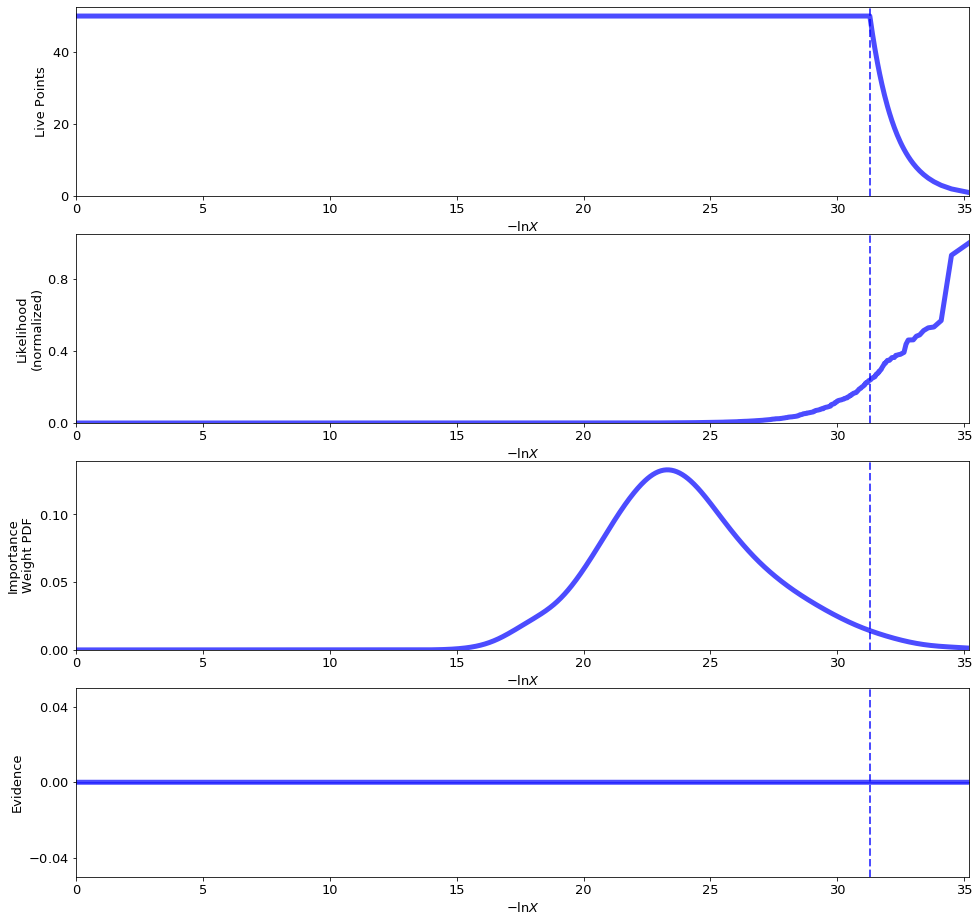 Live Points
40
20
0
0 5 10 15 20 25 30 35
−lnX
Likelihood
(normalized)
0.8
0.4
0.0
0 5 10 15 20 25 30 35
−lnX
Importance
Weight PDF
0.10
0.05
0.00
0 5 10 15 20 25 30 35
−lnX
Evidence
0.04
0.00
−0.04
0 5 10 15 20 25 30 35
−lnX